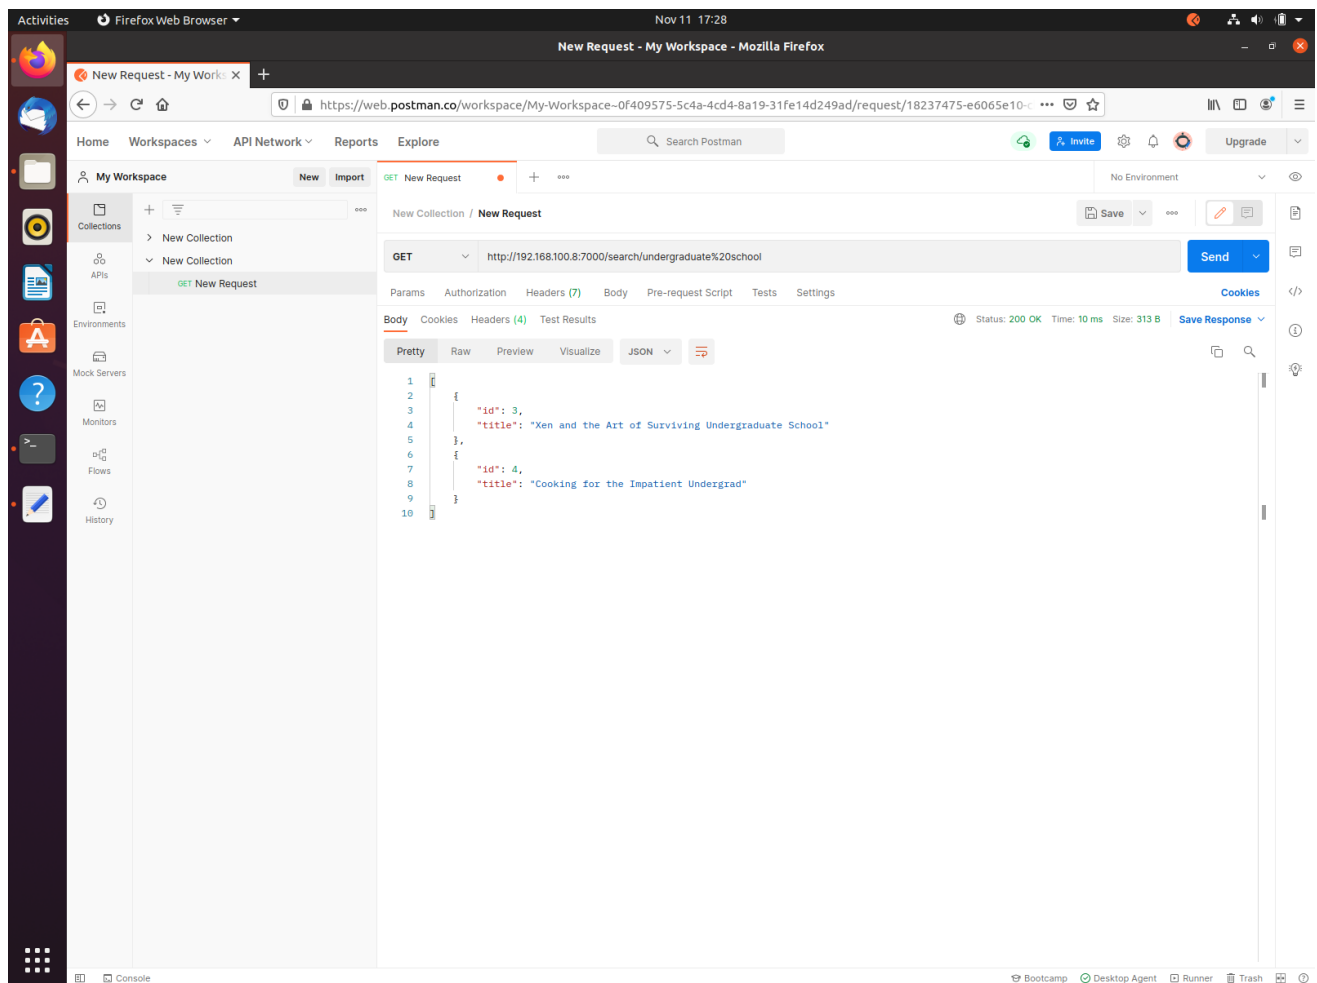 Activities Firefox Web Browser Nov 11 17:28
New Request - My Workspace - Mozilla Firefox
New Request - My Works
https://web.postman.co/workspace/My-Workspace~0f409575-5c4a-4cd4-8a19-31fe14d249ad/request/18237475-e6065e10-c
Home Workspaces API Network Reports Explore Search Postman Invite Upgrade
My Workspace New Import GET New Request No Environment
Collections
New Collection / New Request Save
New Collection
New Collection
GET New Request
GET http://192.168.100.8:7000/search/undergraduate%20school Send
APIs
Params Authorization Headers (7) Body Pre-request Script Tests Settings Cookies
Environments
Body Cookies Headers (4) Test Results Status: 200 OK Time: 10 ms Size: 313 B Save Response
Pretty Raw Preview Visualize JSON
Mock Servers
Monitors
Flows
History
1 [
2 {
3 "id": 3,
4 "title": "Xen and the Art of Surviving Undergraduate School"
5 },
6 {
7 "id": 4,
8 "title": "Cooking for the Impatient Undergrad"
9 }
10 ]
Console Bootcamp Desktop Agent Runner Trash